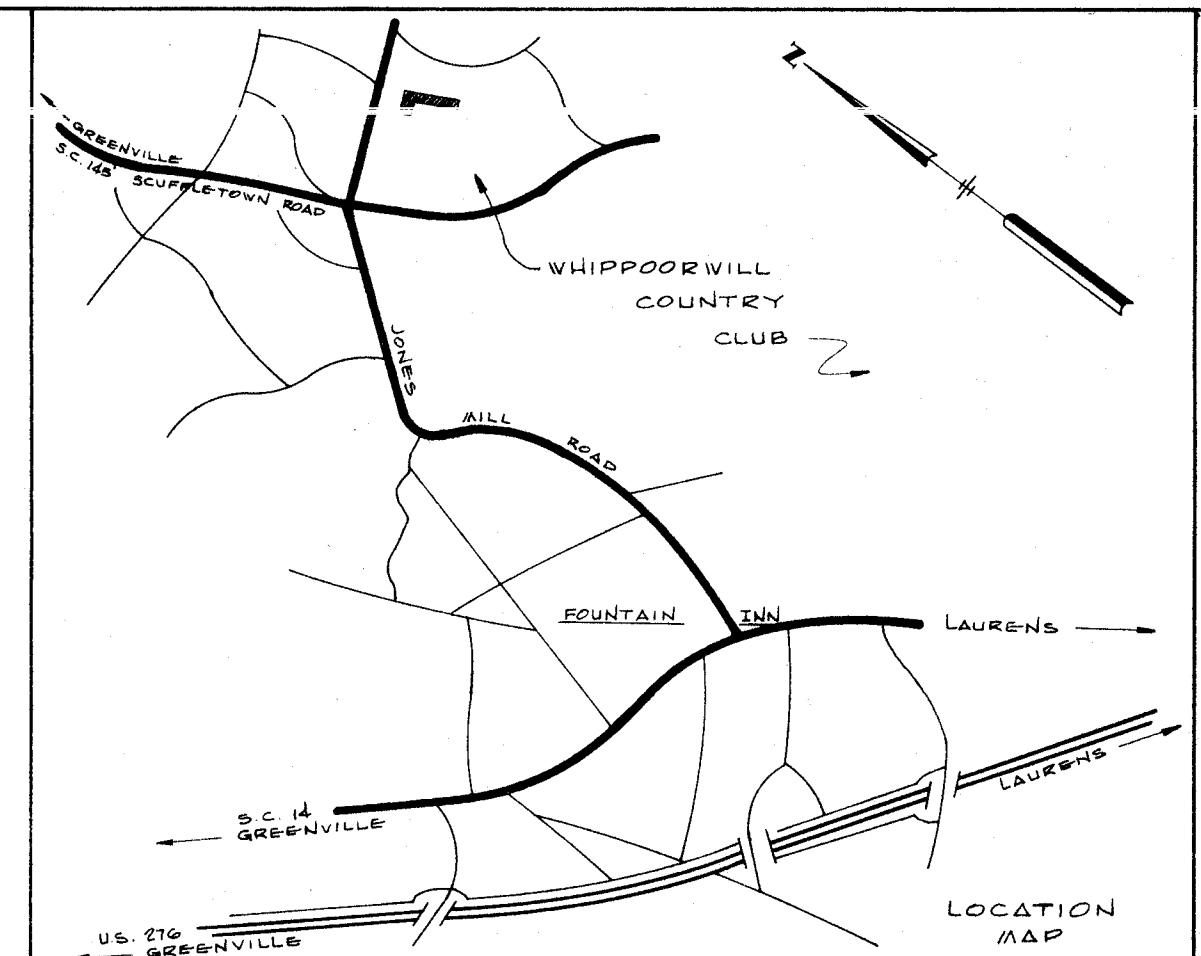 N
GREENVILLE
S.C. 145
SCUFFLETOWN ROAD
WHIPPOORWILL
COUNTRY
CLUB
JONES
MILL
ROAD
FOUNTAIN INN
LAURENS
LAURENS
S.C. 14
GREENVILLE
U.S. 276
GREENVILLE
LOCATION
MAP